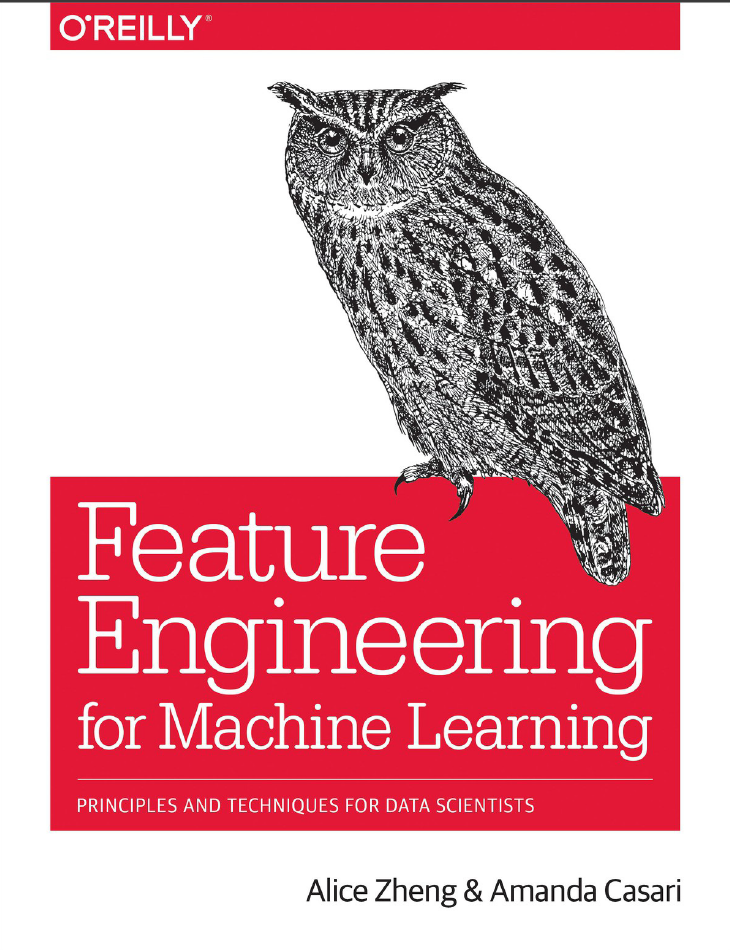 O'REILLY®
Feature
Engineering
for Machine Learning
PRINCIPLES AND TECHNIQUES FOR DATA SCIENTISTS
Alice Zheng & Amanda Casari